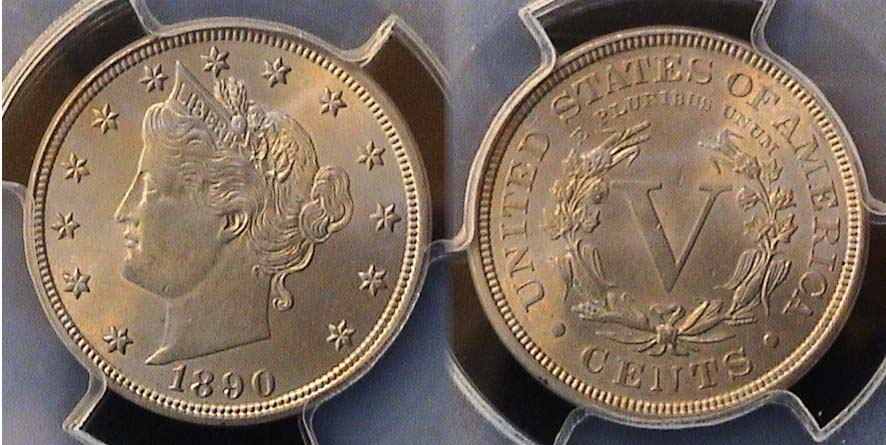 LIBERTY
1890
UNITED STATES OF AMERICA
E PLURIBUS UNUM
V
CENTS